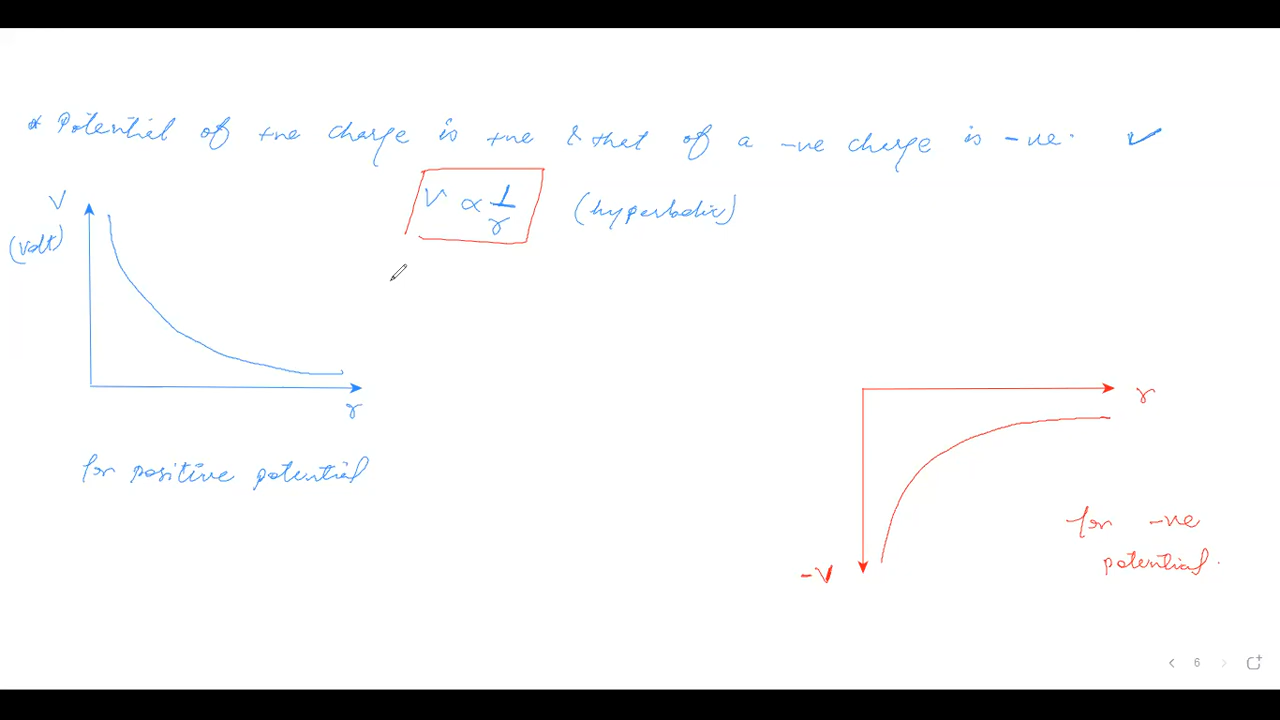 * Potential of +ve charge is +ve & that of a -ve charge is -ve. ✓
V ∝ 1/r (hyperbolic)
V
(volt)
r
for positive potential
r
-V
for -ve
potential.
6